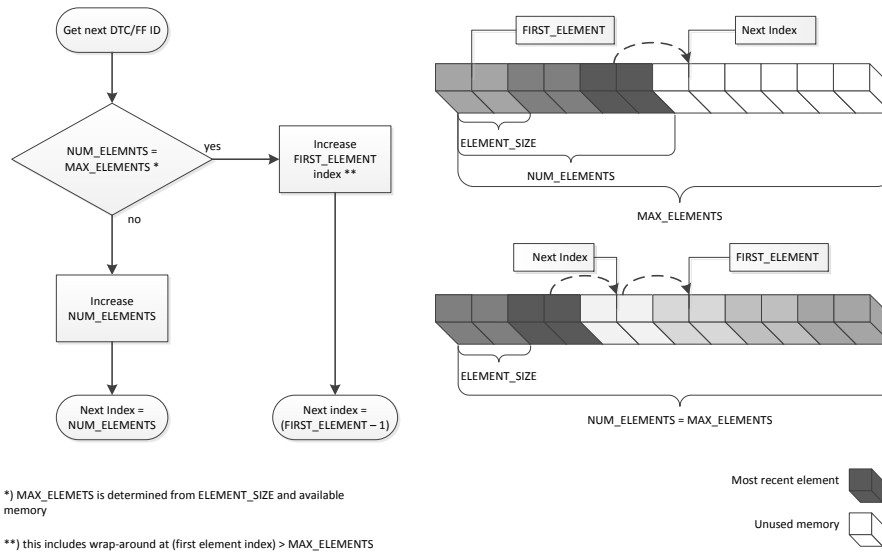 Get next DTC/FF ID
NUM_ELEMNTS =
MAX_ELEMENTS *
yes
Increase
FIRST_ELEMENT
index **
no
Increase
NUM_ELEMENTS
Next Index =
NUM_ELEMENTS
Next index =
(FIRST_ELEMENT – 1)
*) MAX_ELEMETS is determined from ELEMENT_SIZE and available
memory
**) this includes wrap-around at (first element index) > MAX_ELEMENTS
FIRST_ELEMENT
Next Index
ELEMENT_SIZE
NUM_ELEMENTS
MAX_ELEMENTS
Next Index
FIRST_ELEMENT
ELEMENT_SIZE
NUM_ELEMENTS = MAX_ELEMENTS
Most recent element
Unused memory